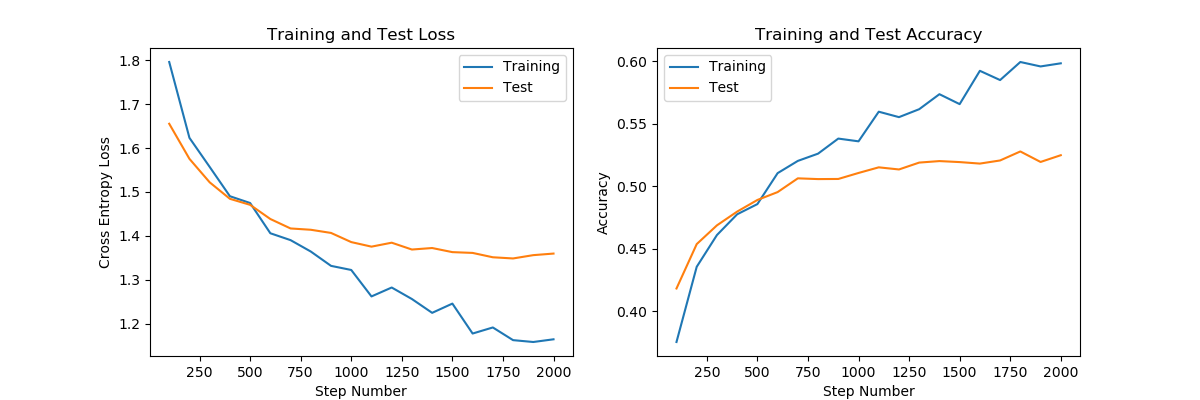 Training and Test Loss
1.8
1.7
1.6
1.5
1.4
1.3
1.2
Cross Entropy Loss
Training
Test
250 500 750 1000 1250 1500 1750 2000
Step Number
Training and Test Accuracy
0.60
0.55
0.50
0.45
0.40
Accuracy
Training
Test
250 500 750 1000 1250 1500 1750 2000
Step Number